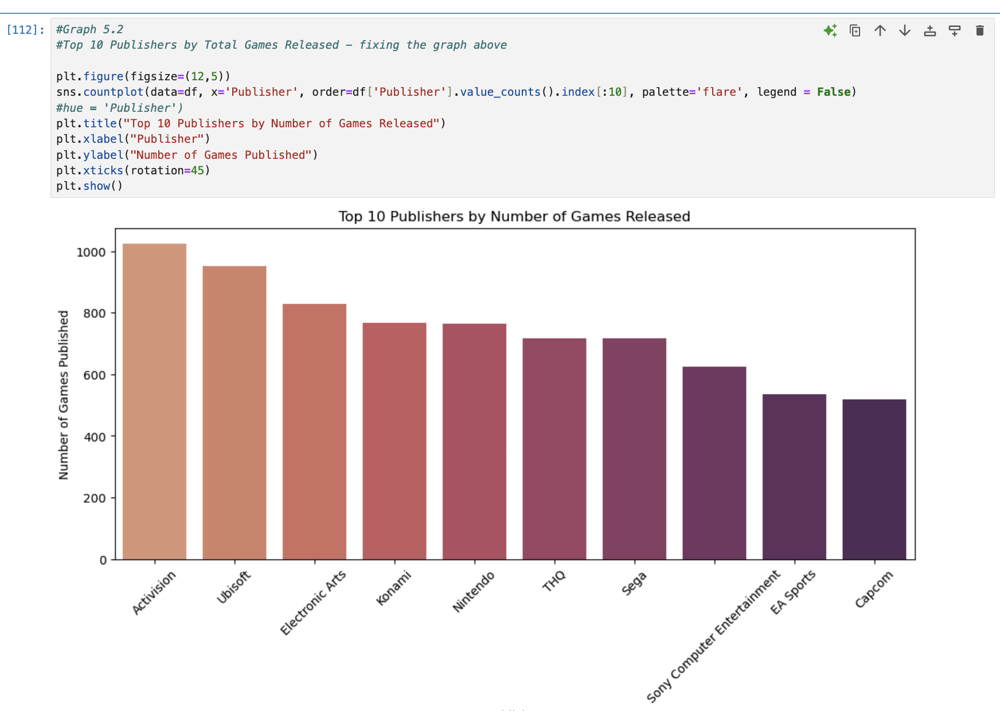 [112]:
#Graph 5.2
#Top 10 Publishers by Total Games Released – fixing the graph above
plt.figure(figsize=(12,5))
sns.countplot(data=df, x='Publisher', order=df['Publisher'].value_counts().index[:10], palette='flare', legend = False)
#hue = 'Publisher')
plt.title("Top 10 Publishers by Number of Games Released")
plt.xlabel("Publisher")
plt.ylabel("Number of Games Published")
plt.xticks(rotation=45)
plt.show()
Top 10 Publishers by Number of Games Released
Number of Games Published
1000
800
600
400
200
0
Activision
Ubisoft
Electronic Arts
Konami
Nintendo
THQ
Sega
Sony Computer Entertainment
EA Sports
Capcom